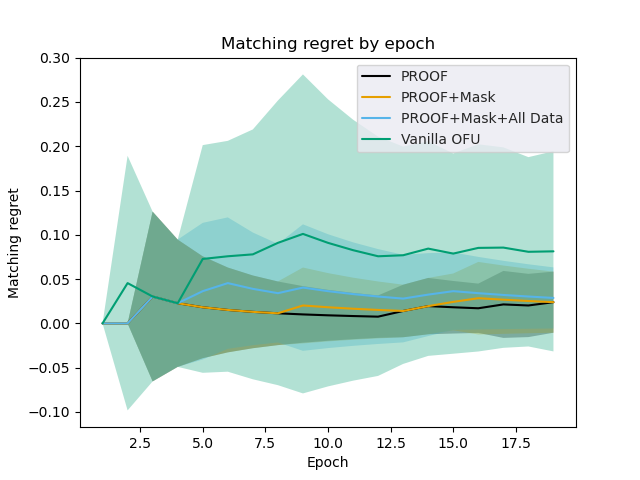 Matching regret by epoch
PROOF
PROOF+Mask
PROOF+Mask+All Data
Vanilla OFU
Matching regret
0.30
0.25
0.20
0.15
0.10
0.05
0.00
−0.05
−0.10
2.5 5.0 7.5 10.0 12.5 15.0 17.5
Epoch